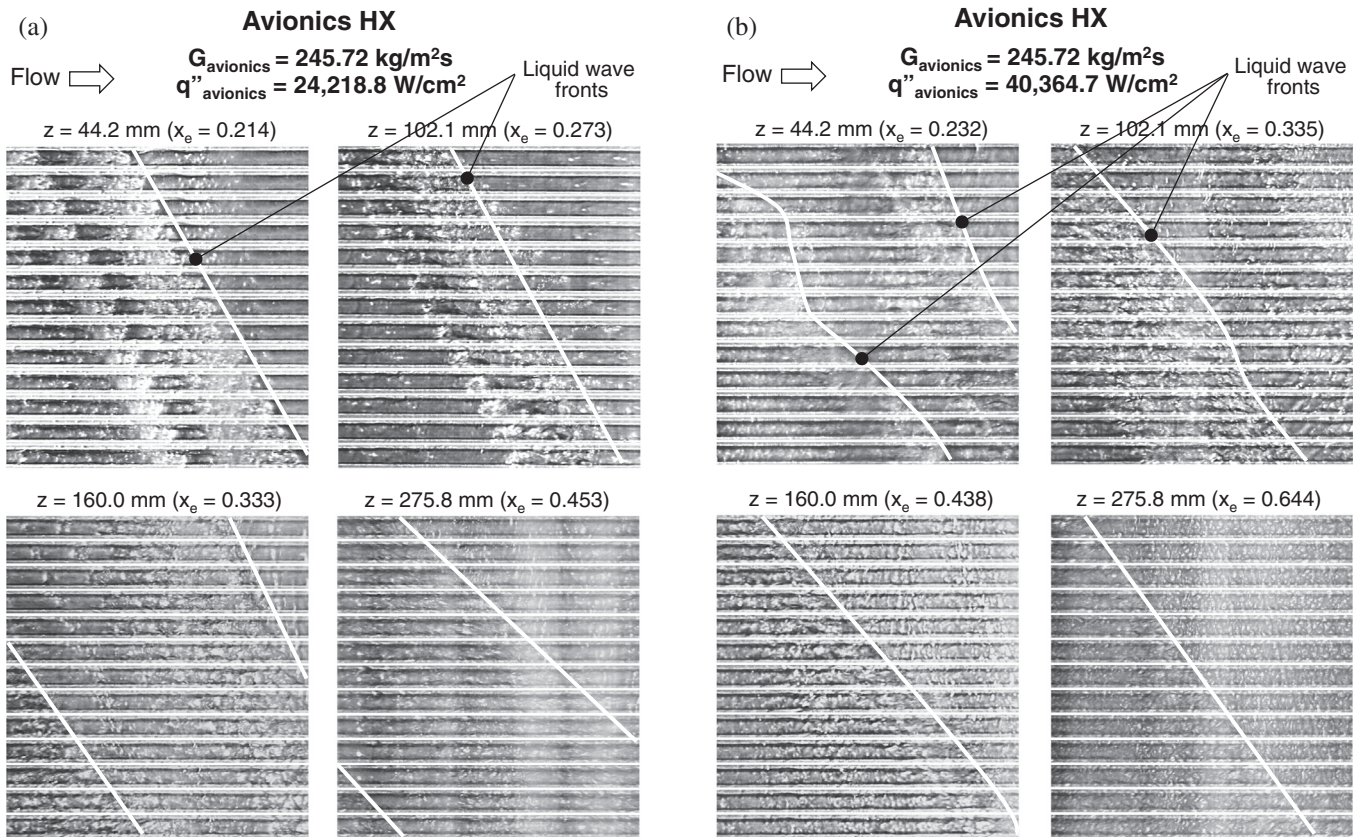 (a)
Avionics HX
G_avionics = 245.72 kg/m²s
q”_avionics = 24,218.8 W/cm²
Flow
Liquid wave
fronts
z = 44.2 mm (x_e = 0.214)
z = 102.1 mm (x_e = 0.273)
z = 160.0 mm (x_e = 0.333)
z = 275.8 mm (x_e = 0.453)
(b)
Avionics HX
G_avionics = 245.72 kg/m²s
q”_avionics = 40,364.7 W/cm²
Flow
Liquid wave
fronts
z = 44.2 mm (x_e = 0.232)
z = 102.1 mm (x_e = 0.335)
z = 160.0 mm (x_e = 0.438)
z = 275.8 mm (x_e = 0.644)